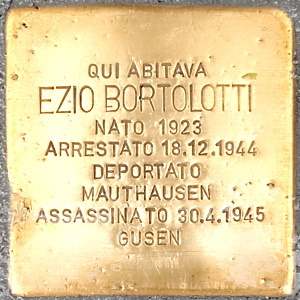 QUI ABITAVA
EZIO BORTOLOTTI
NATO 1923
ARRESTATO 18.12.1944
DEPORTATO
MAUTHAUSEN
ASSASSINATO 30.4.1945
GUSEN